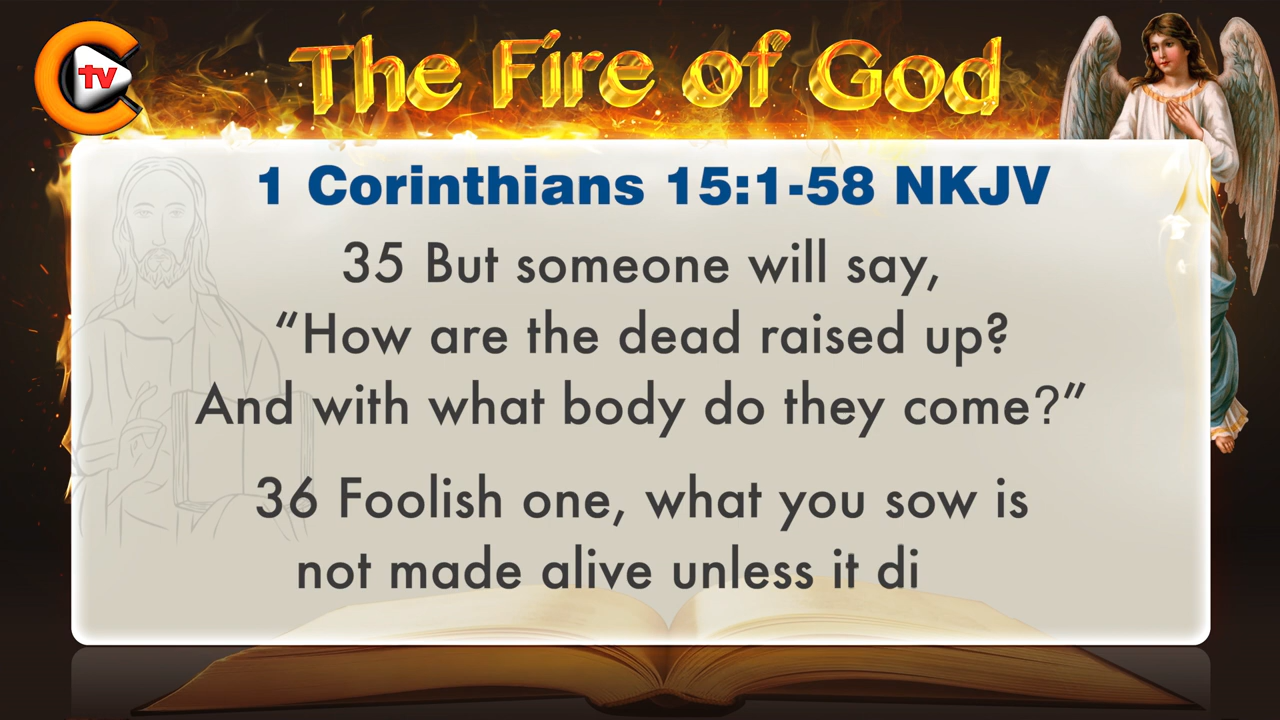 tv
The Fire of God
1 Corinthians 15:1-58 NKJV
35 But someone will say,
“How are the dead raised up?
And with what body do they come?”
36 Foolish one, what you sow is
not made alive unless it di